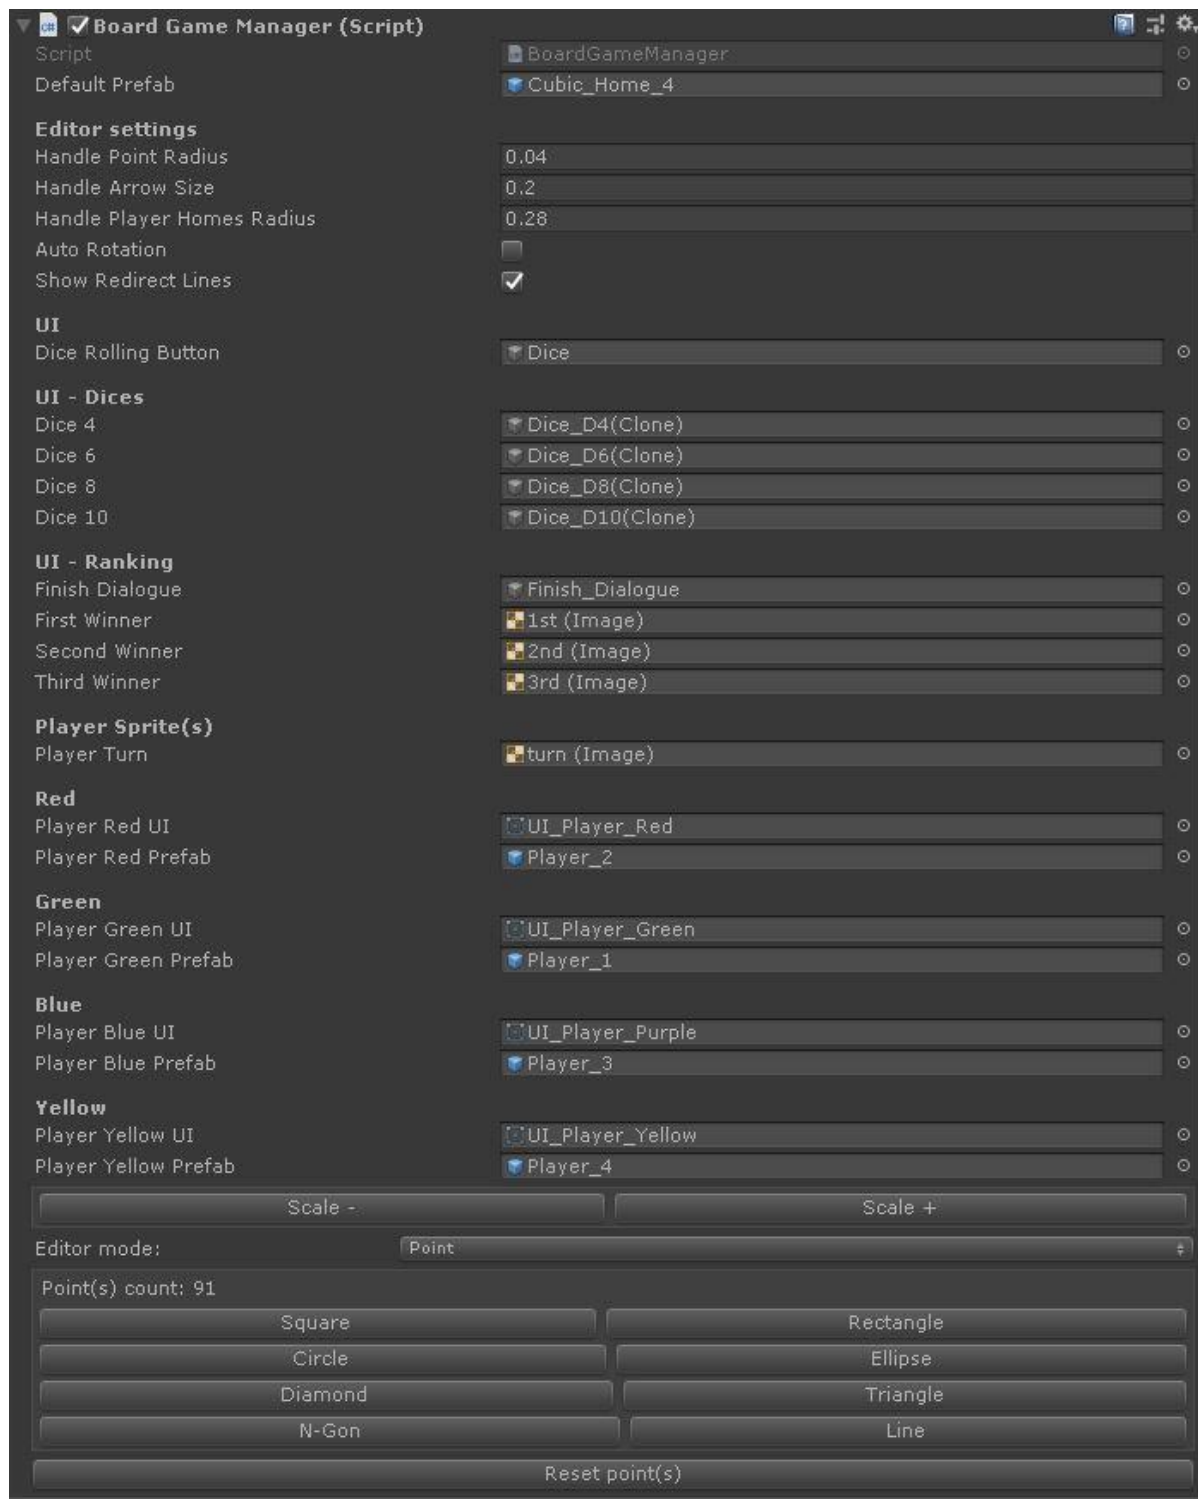 Board Game Manager (Script)
Script BoardGameManager
Default Prefab Cubic_Home_4
Editor settings
Handle Point Radius 0.04
Handle Arrow Size 0.2
Handle Player Homes Radius 0.28
Auto Rotation
Show Redirect Lines
UI
Dice Rolling Button Dice
UI - Dices
Dice 4 Dice_D4(Clone)
Dice 6 Dice_D6(Clone)
Dice 8 Dice_D8(Clone)
Dice 10 Dice_D10(Clone)
UI - Ranking
Finish Dialogue Finish_Dialogue
First Winner 1st (Image)
Second Winner 2nd (Image)
Third Winner 3rd (Image)
Player Sprite(s)
Player Turn turn (Image)
Red
Player Red UI UI_Player_Red
Player Red Prefab Player_2
Green
Player Green UI UI_Player_Green
Player Green Prefab Player_1
Blue
Player Blue UI UI_Player_Purple
Player Blue Prefab Player_3
Yellow
Player Yellow UI UI_Player_Yellow
Player Yellow Prefab Player_4
Scale - Scale +
Editor mode: Point
Point(s) count: 91
Square Rectangle
Circle Ellipse
Diamond Triangle
N-Gon Line
Reset point(s)